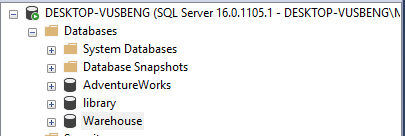 DESKTOP-VUSBENG (SQL Server 16.0.1105.1 - DESKTOP-VUSBENG\
Databases
System Databases
Database Snapshots
AdventureWorks
library
Warehouse